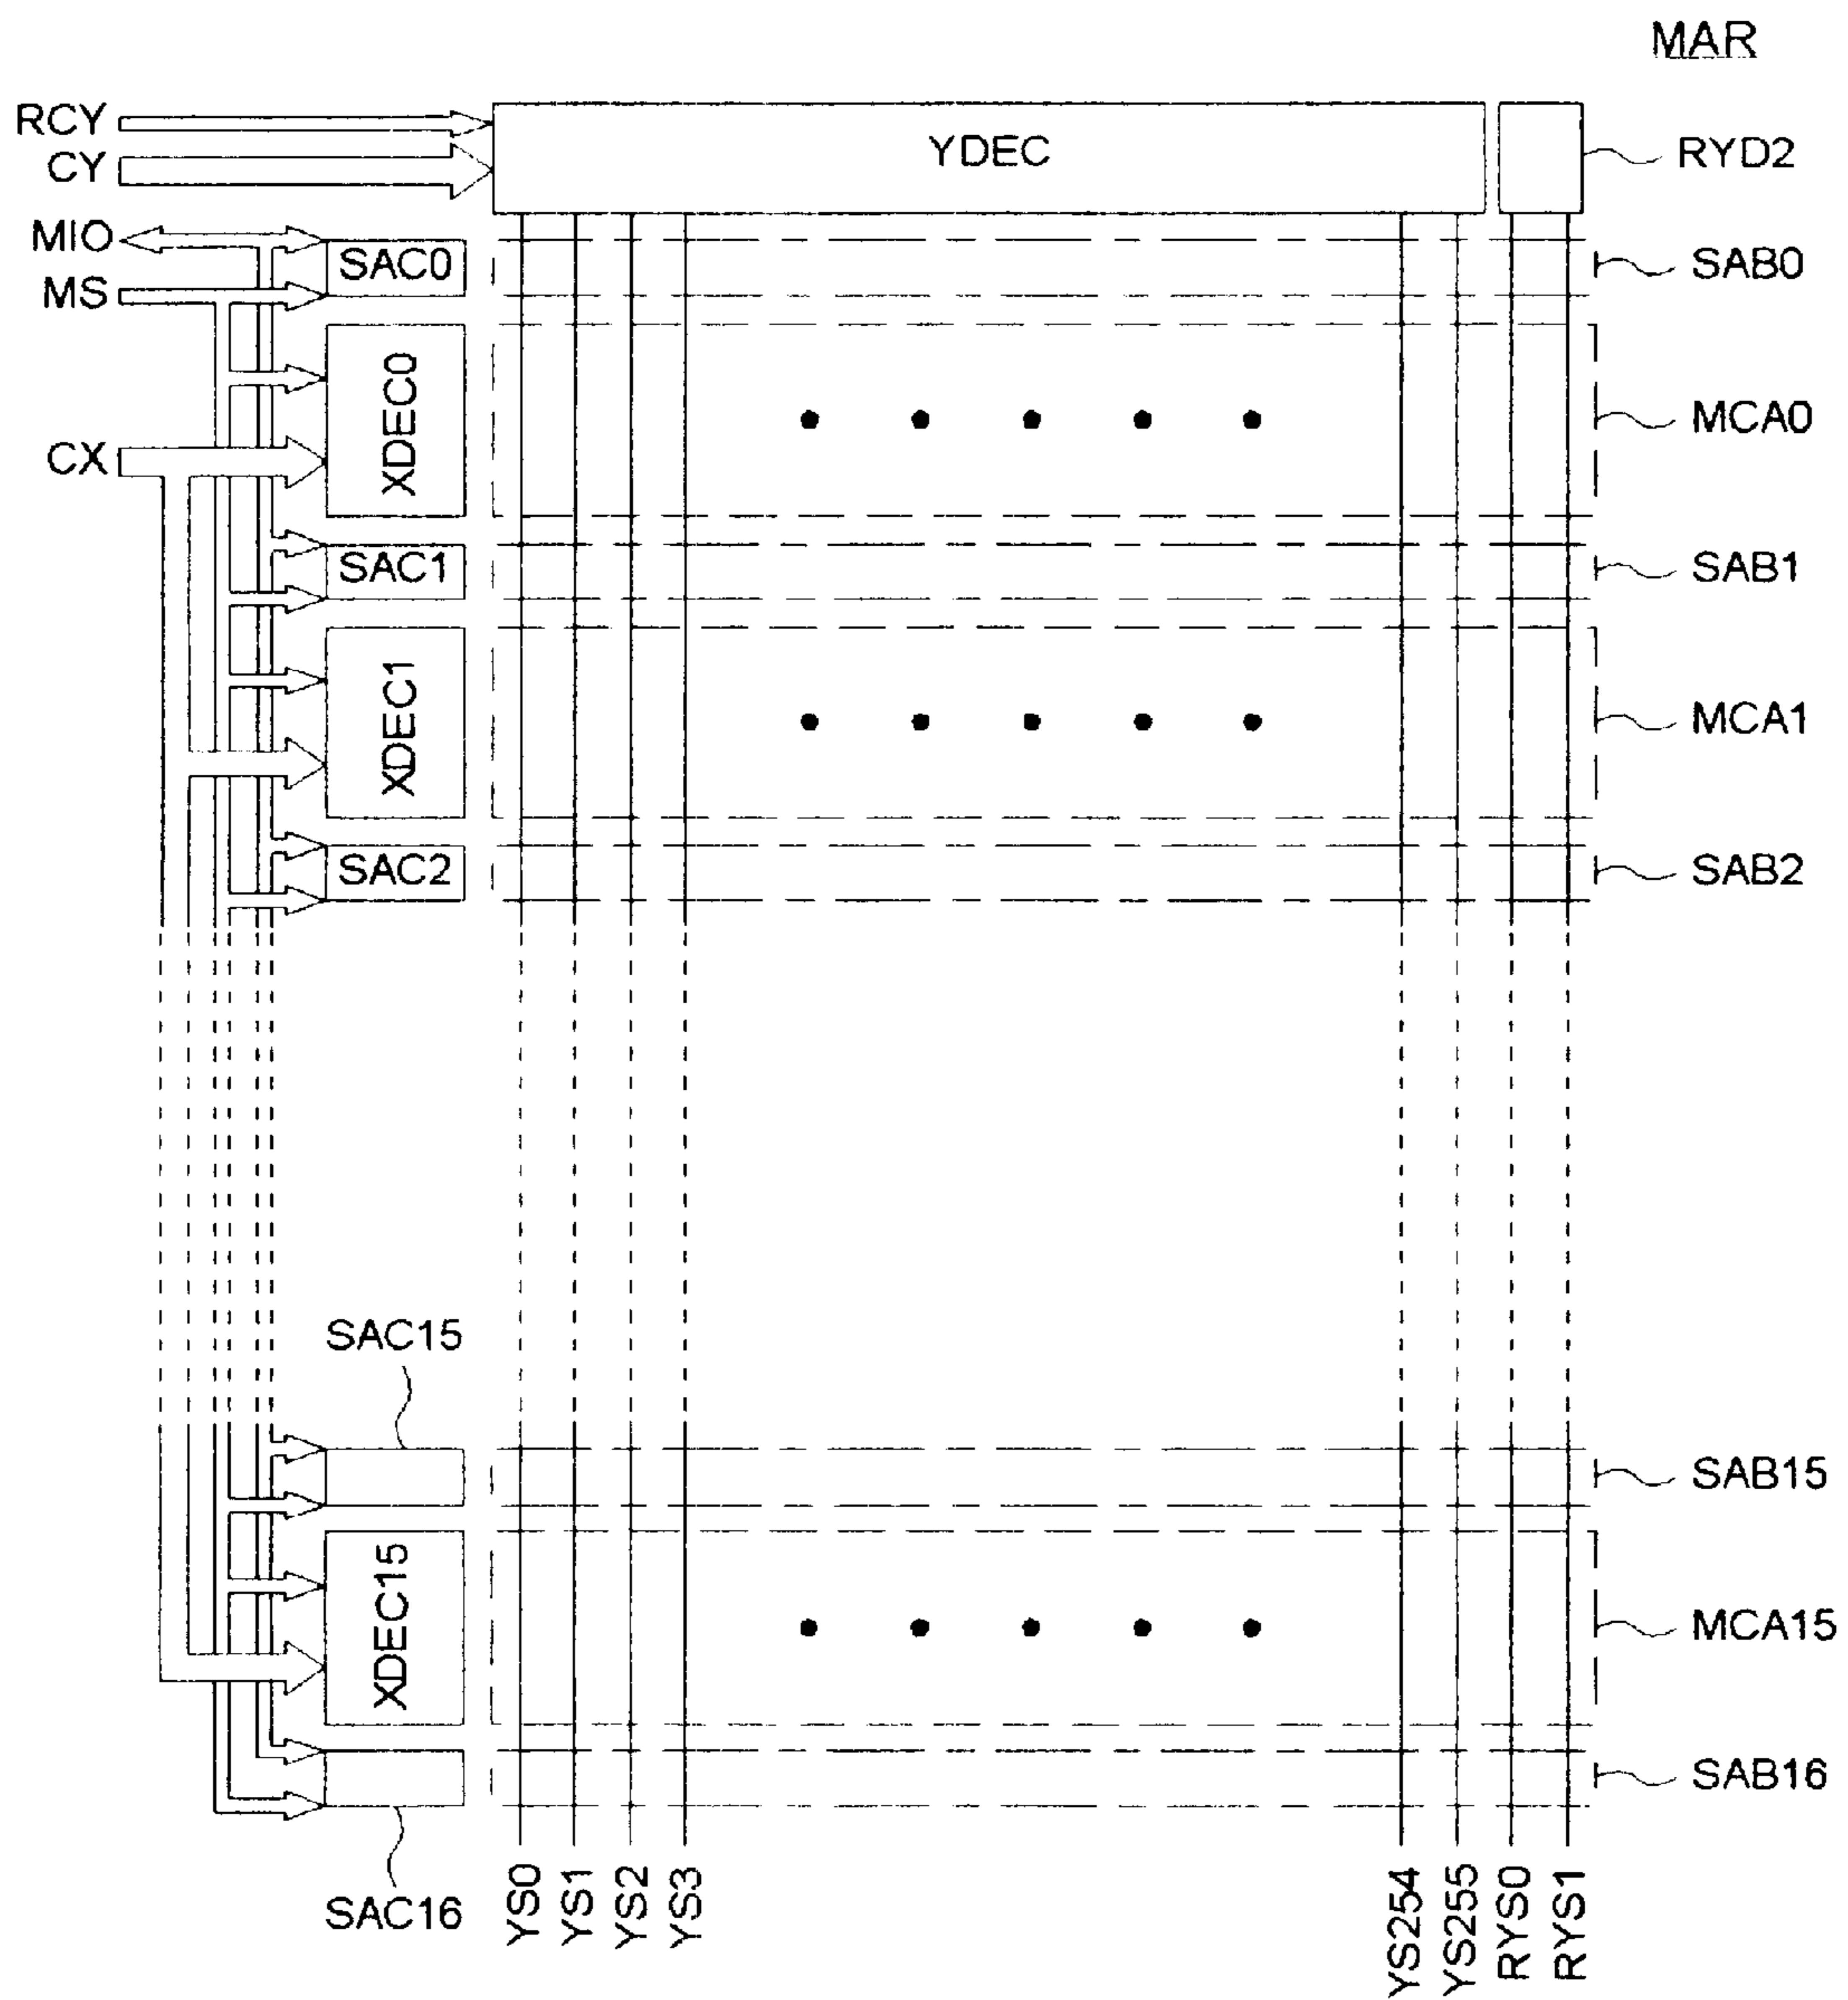 MAR
RCY
YDEC
RYD2
CY
MIO
SAC0
SAB0
MS
XDEC0
MCA0
CX
SAC1
SAB1
XDEC1
MCA1
SAC2
SAB2
SAC15
SAB15
XDEC15
MCA15
SAB16
SAC16
YS0
YS1
YS2
YS3
YS254
YS255
RYS0
RYS1